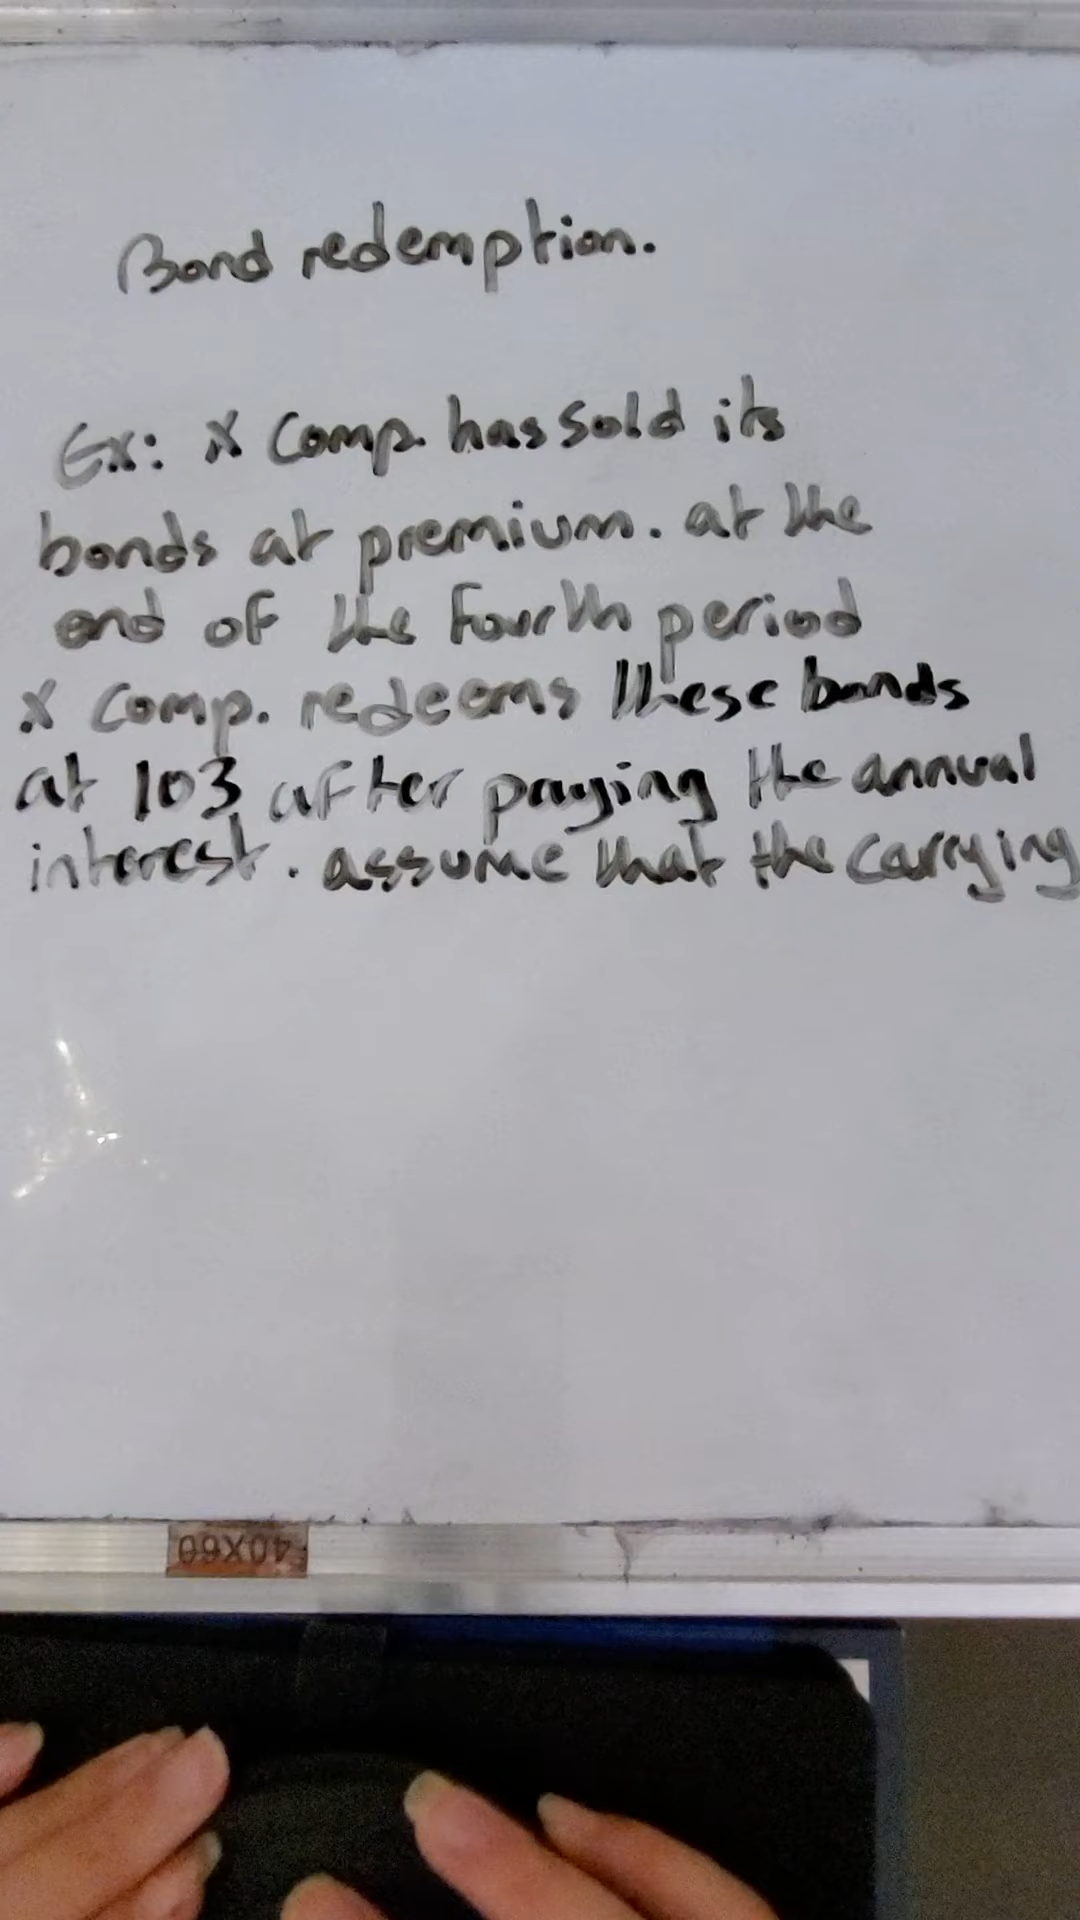 Bond redemption.
Ex: X Comp. has sold its
bonds at premium. at the
end of the fourth period
X comp. redeems these bonds
at 103 after paying the annual
interest. assume that the carrying
40X60